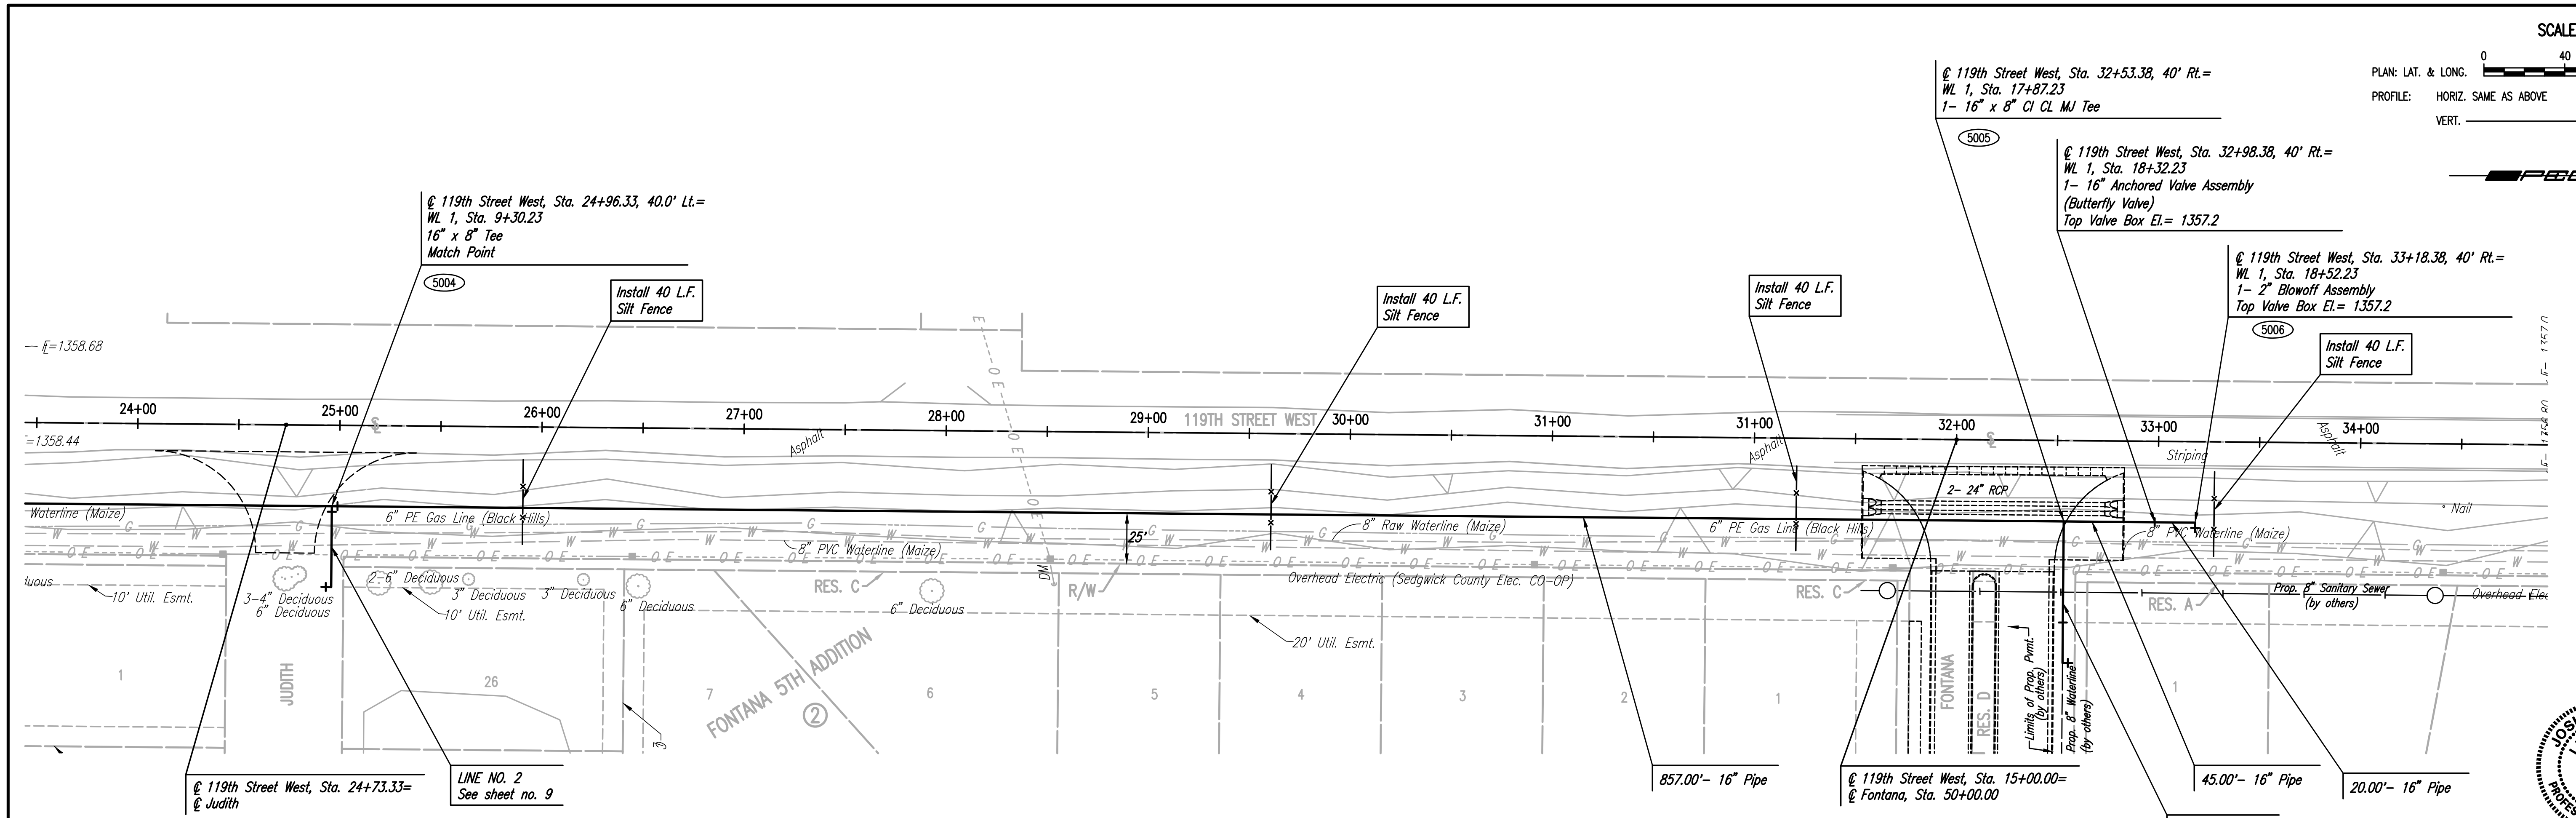 SCALE
0 40
PLAN: LAT. & LONG.
PROFILE: HORIZ. SAME AS ABOVE
VERT.
℄ 119th Street West, Sta. 32+53.38, 40' Rt.=
WL 1, Sta. 17+87.23
1- 16" x 8" CI CL MJ Tee
5005
℄ 119th Street West, Sta. 32+98.38, 40' Rt.=
WL 1, Sta. 18+32.23
1- 16" Anchored Valve Assembly
(Butterfly Valve)
Top Valve Box El.= 1357.2
℄ 119th Street West, Sta. 24+96.33, 40.0' Lt.=
WL 1, Sta. 9+30.23
16" x 8" Tee
Match Point
5004
℄ 119th Street West, Sta. 33+18.38, 40' Rt.=
WL 1, Sta. 18+52.23
1- 2" Blowoff Assembly
Top Valve Box El.= 1357.2
5006
Install 40 L.F.
Silt Fence
Install 40 L.F.
Silt Fence
Install 40 L.F.
Silt Fence
Install 40 L.F.
Silt Fence
=1358.68
24+00 25+00 26+00 27+00 28+00 29+00 30+00 31+00 31+00 32+00 33+00 34+00
119TH STREET WEST
=1358.44
Asphalt
Asphalt
Asphalt
Striping
2- 24" RCP
Nail
Waterline (Maize)
6" PE Gas Line (Black Hills)
8" PVC Waterline (Maize)
25'
8" Raw Waterline (Maize)
6" PE Gas Line (Black Hills)
8" PVC Waterline (Maize)
Overhead Electric (Sedgwick County Elec. CO-OP)
10' Util. Esmt.
3-4" Deciduous
6" Deciduous
2-6" Deciduous
10' Util. Esmt.
3" Deciduous
3" Deciduous
6" Deciduous
RES. C
6" Deciduous
DM
R/W
20' Util. Esmt.
RES. C
RES. A
Prop. 8" Sanitary Sewer
(by others)
1
JUDITH
26
7
FONTANA 5TH ADDITION
2
6
5
4
3
2
1
FONTANA
RES. D
Limits of Prop. Pvmt.
(by others)
Prop. 8" Waterline
(by others)
1
℄ 119th Street West, Sta. 24+73.33=
℄ Judith
LINE NO. 2
See sheet no. 9
857.00'- 16" Pipe
℄ 119th Street West, Sta. 15+00.00=
℄ Fontana, Sta. 50+00.00
45.00'- 16" Pipe
20.00'- 16" Pipe